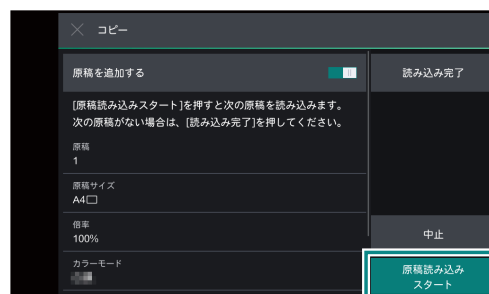 コピー
原稿を追加する
読み込み完了
[原稿読み込みスタート]を押すと次の原稿を読み込みます。
次の原稿がない場合は、[読み込み完了]を押してください。
原稿
1
原稿サイズ
A4
倍率
100%
中止
カラーモード
原稿読み込み
スタート